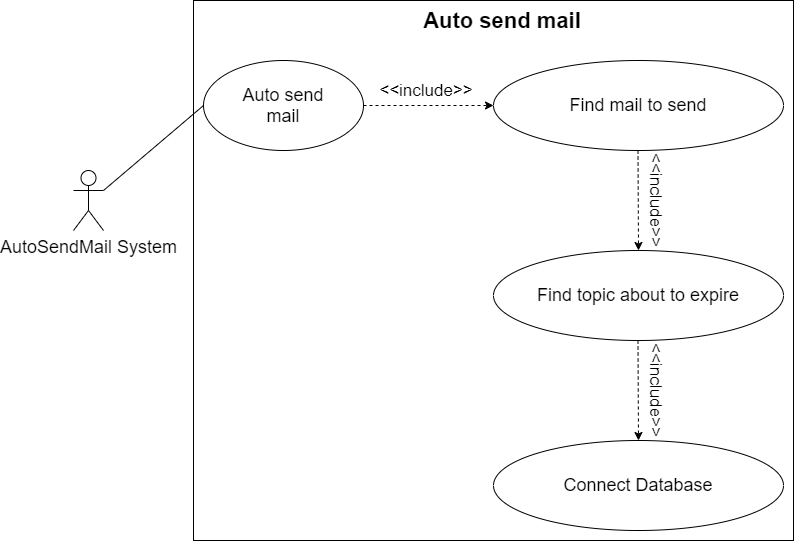 Auto send mail
Auto send
mail
<<include>>
Find mail to send
<<include>>
AutoSendMail System
Find topic about to expire
<<include>>
Connect Database